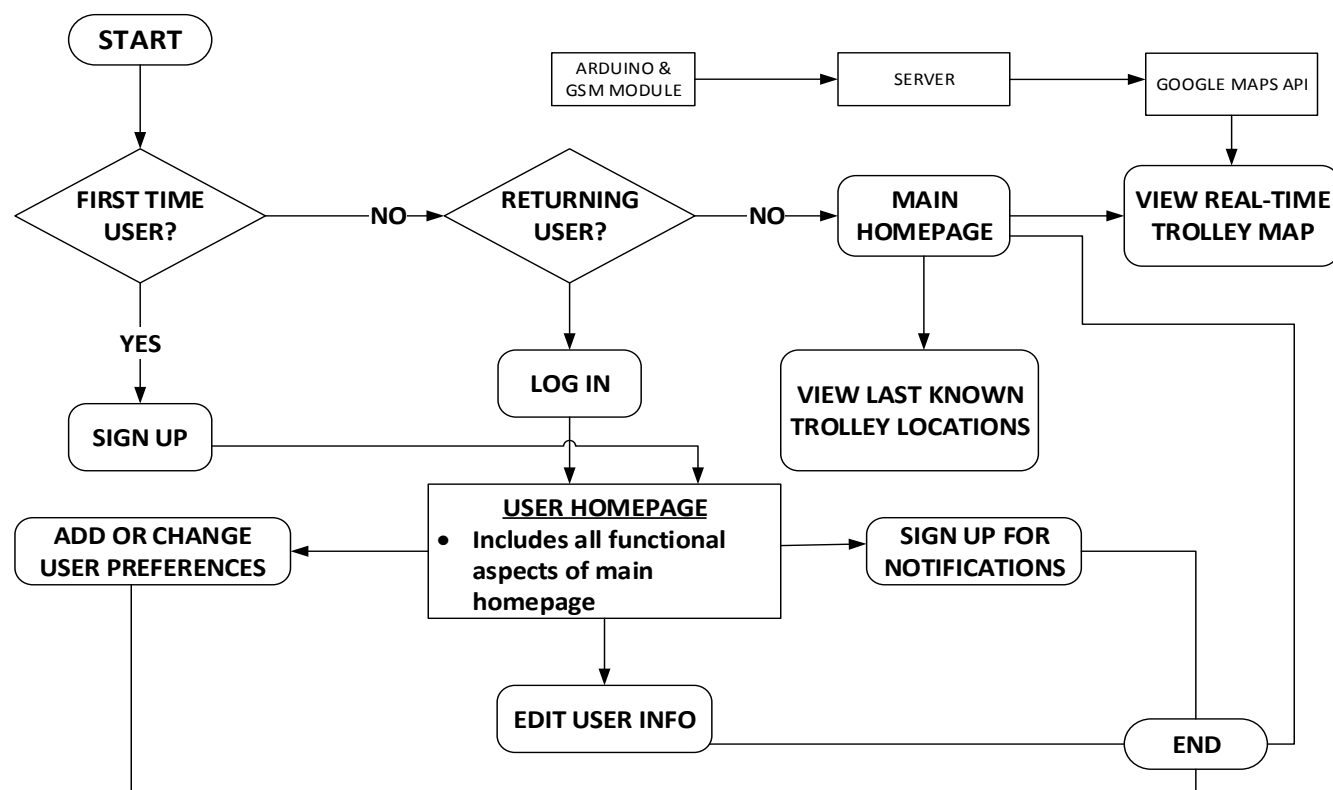 START
ARDUINO &
GSM MODULE
SERVER
GOOGLE MAPS API
FIRST TIME
USER?
NO
RETURNING
USER?
NO
MAIN
HOMEPAGE
VIEW REAL-TIME
TROLLEY MAP
YES
LOG IN
VIEW LAST KNOWN
TROLLEY LOCATIONS
SIGN UP
USER HOMEPAGE
• Includes all functional
aspects of main
homepage
ADD OR CHANGE
USER PREFERENCES
SIGN UP FOR
NOTIFICATIONS
EDIT USER INFO
END